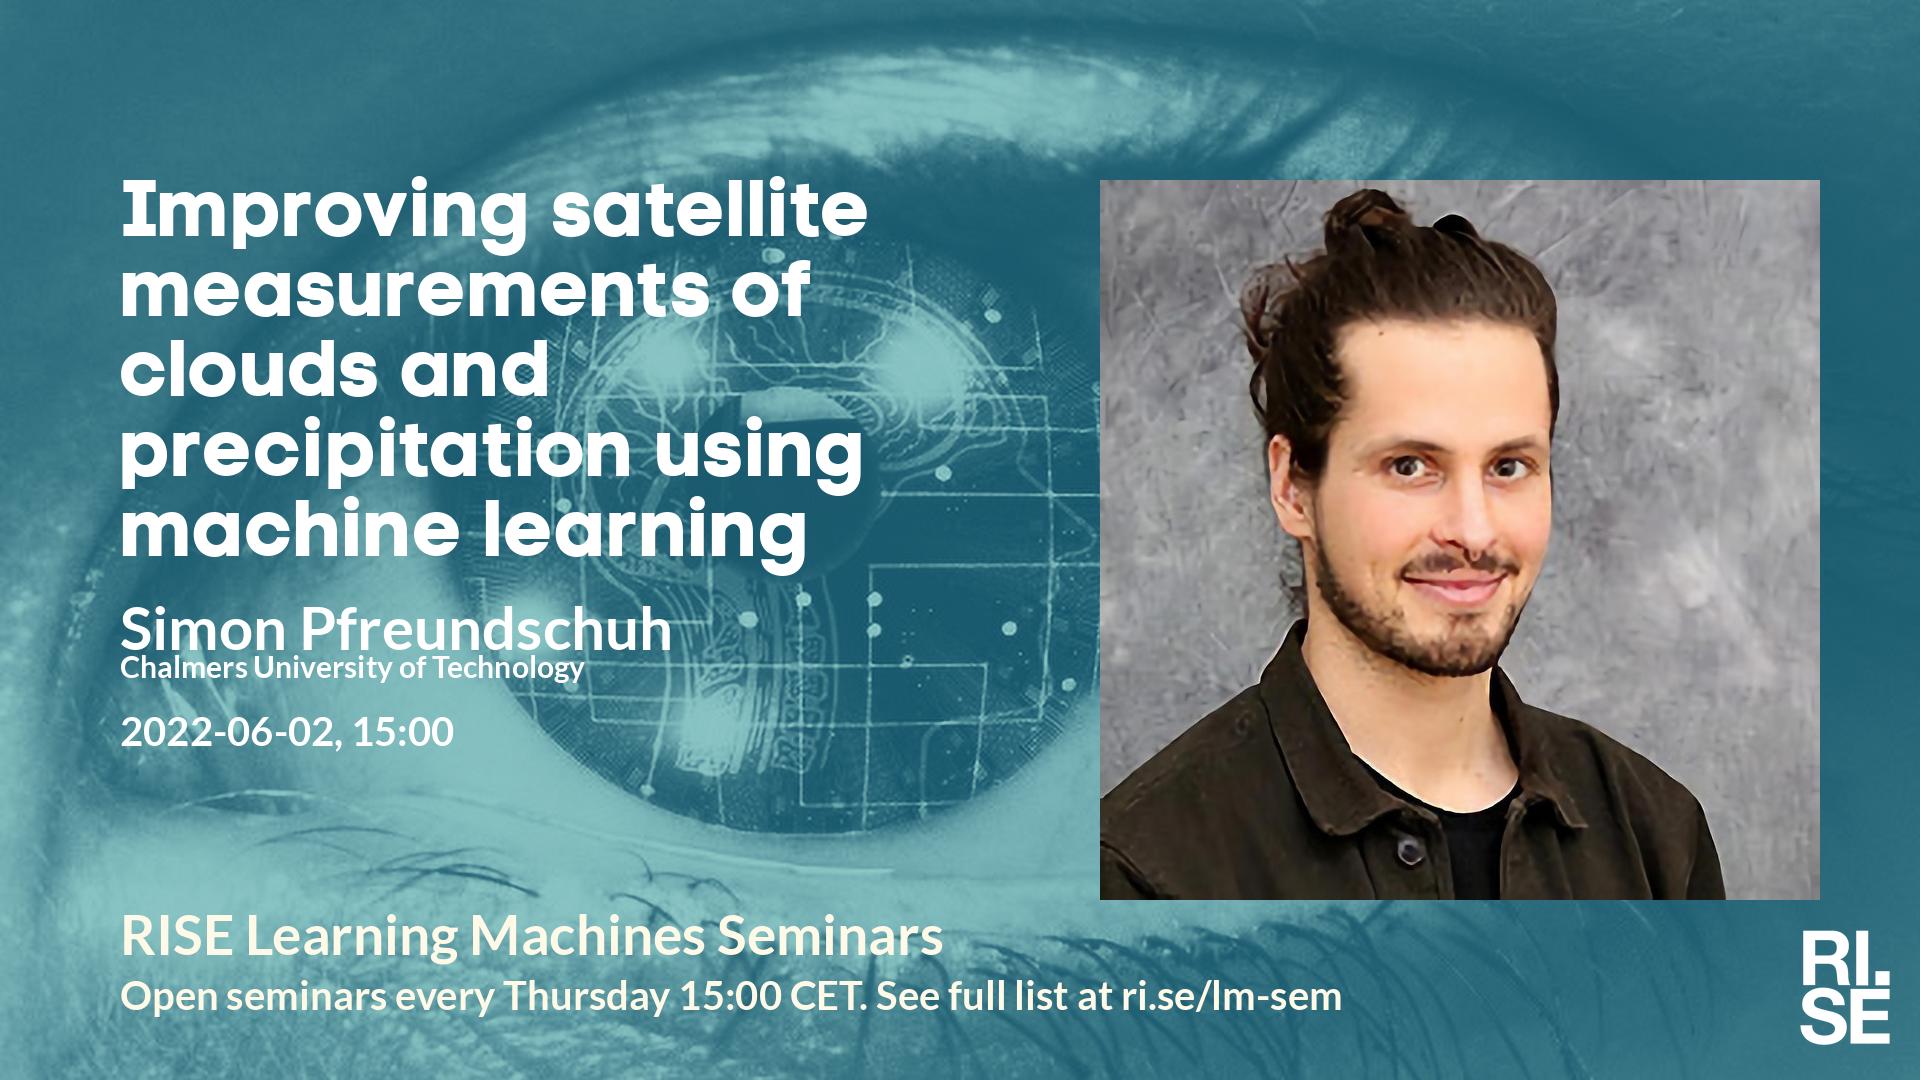 Improving satellite
measurements of
clouds and
precipitation using
machine learning
Simon Pfreundschuh
Chalmers University of Technology
2022-06-02, 15:00
RISE Learning Machines Seminars
Open seminars every Thursday 15:00 CET. See full list at ri.se/lm-sem
RI.
SE